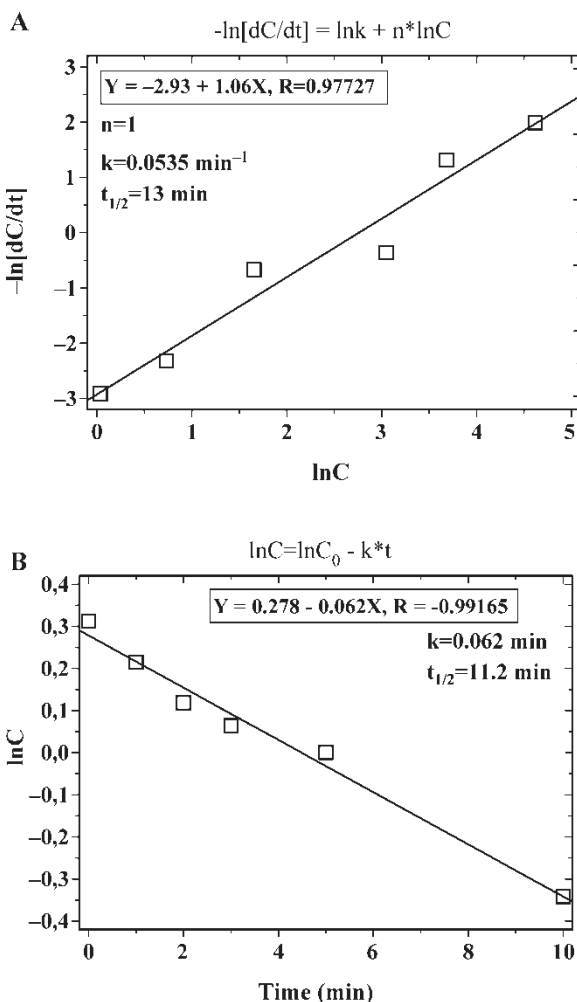 A
-ln[dC/dt] = lnk + n*lnC
Y = –2.93 + 1.06X, R=0.97727
n=1
k=0.0535 min⁻¹
t₁/₂=13 min
3
2
1
0
–1
–2
–3
–ln[dC/dt]
0 1 2 3 4 5
lnC
B
lnC=lnC₀ - k*t
Y = 0.278 - 0.062X, R = -0.99165
k=0.062 min
t₁/₂=11.2 min
0,4
0,3
0,2
0,1
0,0
–0,1
–0,2
–0,3
–0,4
lnC
0 2 4 6 8 10
Time (min)